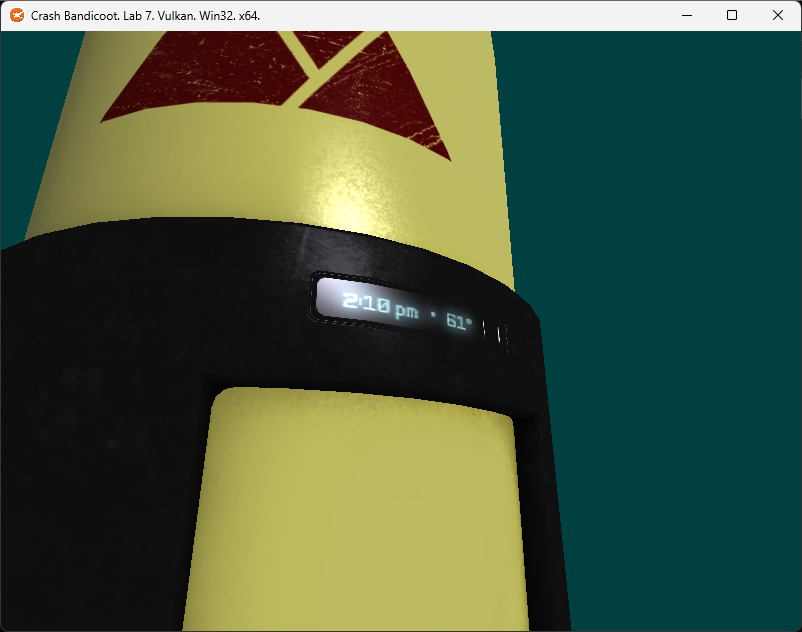 Crash Bandicoot. Lab 7. Vulkan. Win32. x64.
2:10 pm • 61°